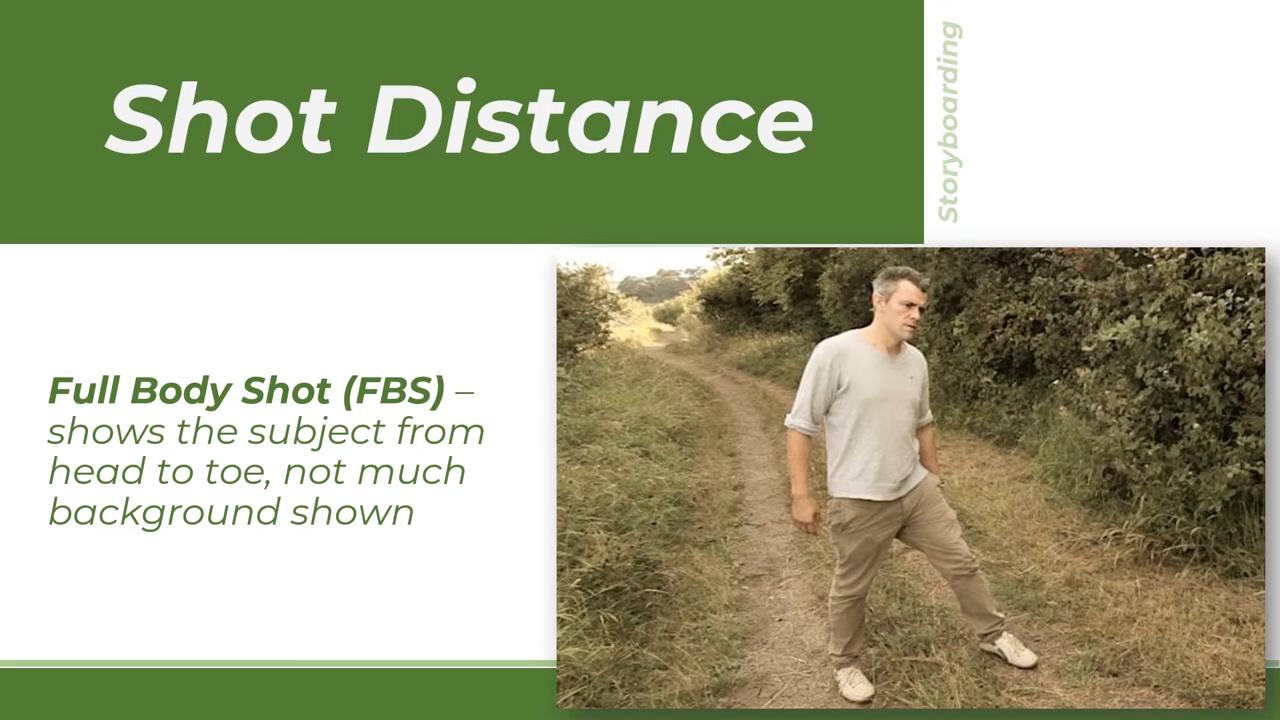 Shot Distance
Storyboarding
Full Body Shot (FBS) –
shows the subject from
head to toe, not much
background shown